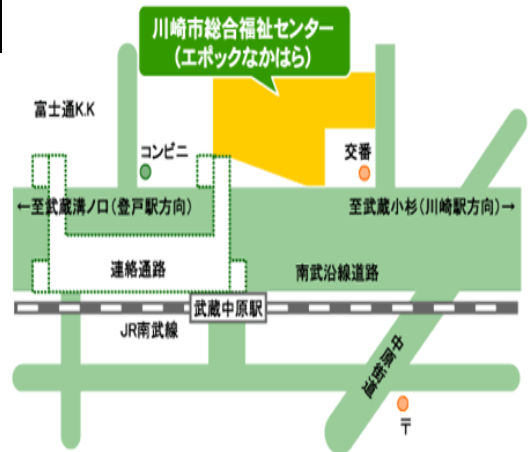 川崎市総合福祉センター
(エポックなかはら)
富士通K.K
コンビニ
交番
←至武蔵溝ノ口(登戸駅方向)
至武蔵小杉(川崎駅方向)→
連絡通路
南武沿線道路
武蔵中原駅
JR南武線
中原街道
〒